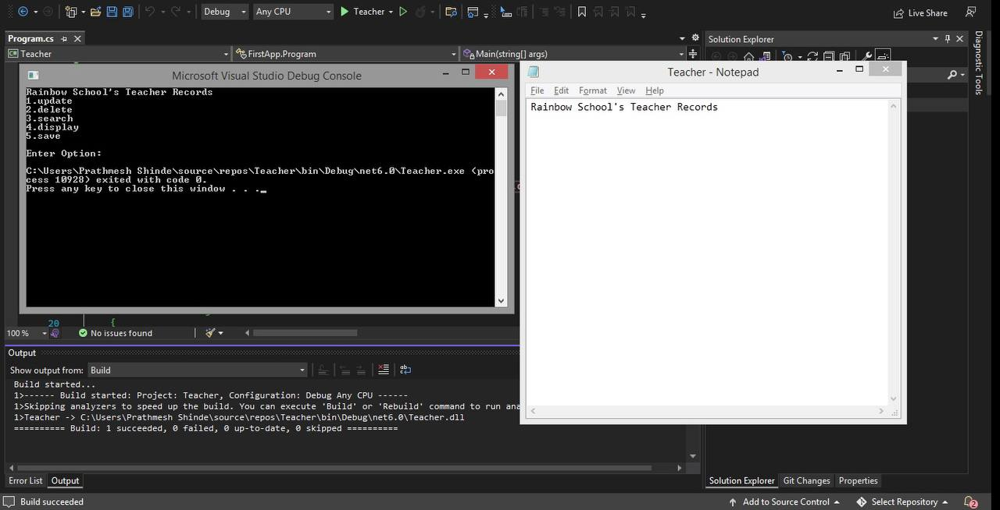 Debug
Any CPU
Teacher
Live Share
Program.cs
Solution Explorer
Teacher
FirstApp.Program
Main(string[] args)
Diagnostic Tools
Microsoft Visual Studio Debug Console
Rainbow School's Teacher Records
1.update
2.delete
3.search
4.display
5.save
Enter Option:
C:\Users\Prathmesh Shinde\source\repos\Teacher\bin\Debug\net6.0\Teacher.exe (pro
cess 10928) exited with code 0.
Press any key to close this window . . ._
Teacher - Notepad
File Edit Format View Help
Rainbow School's Teacher Records
20 {
100 %
No issues found
Output
Show output from: Build
Build started...
1>------ Build started: Project: Teacher, Configuration: Debug Any CPU ------
1>Skipping analyzers to speed up the build. You can execute 'Build' or 'Rebuild' command to run ana
1>Teacher -> C:\Users\Prathmesh Shinde\source\repos\Teacher\bin\Debug\net6.0\Teacher.dll
========== Build: 1 succeeded, 0 failed, 0 up-to-date, 0 skipped ==========
Error List Output
Solution Explorer Git Changes Properties
Build succeeded
Add to Source Control
Select Repository
2